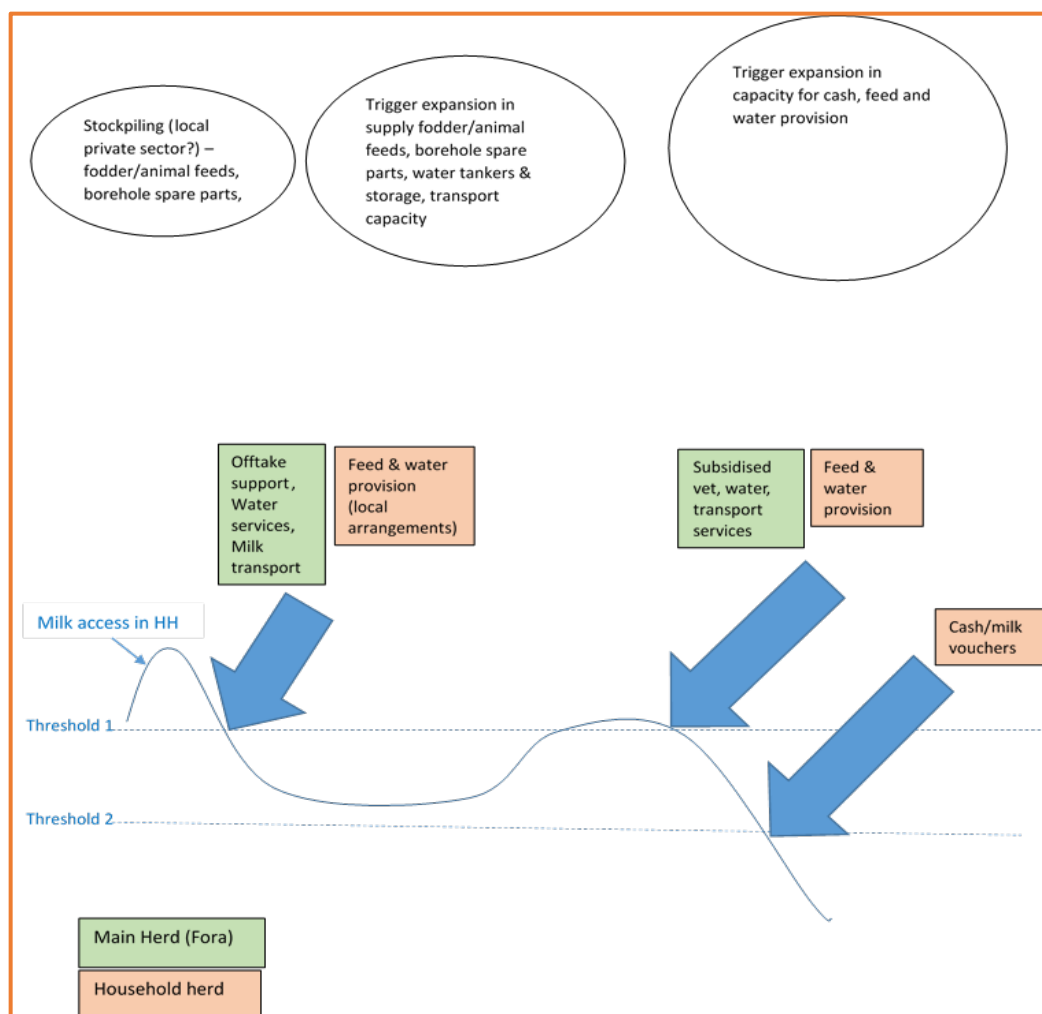 Stockpiling (local
private sector?) –
fodder/animal feeds,
borehole spare parts,
Trigger expansion in
supply fodder/animal
feeds, borehole spare
parts, water tankers &
storage, transport
capacity
Trigger expansion in
capacity for cash, feed and
water provision
Offtake
support,
Water
services,
Milk
transport
Feed & water
provision
(local
arrangements)
Subsidised
vet, water,
transport
services
Feed &
water
provision
Milk access in HH
Cash/milk
vouchers
Threshold 1
Threshold 2
Main Herd (Fora)
Household herd